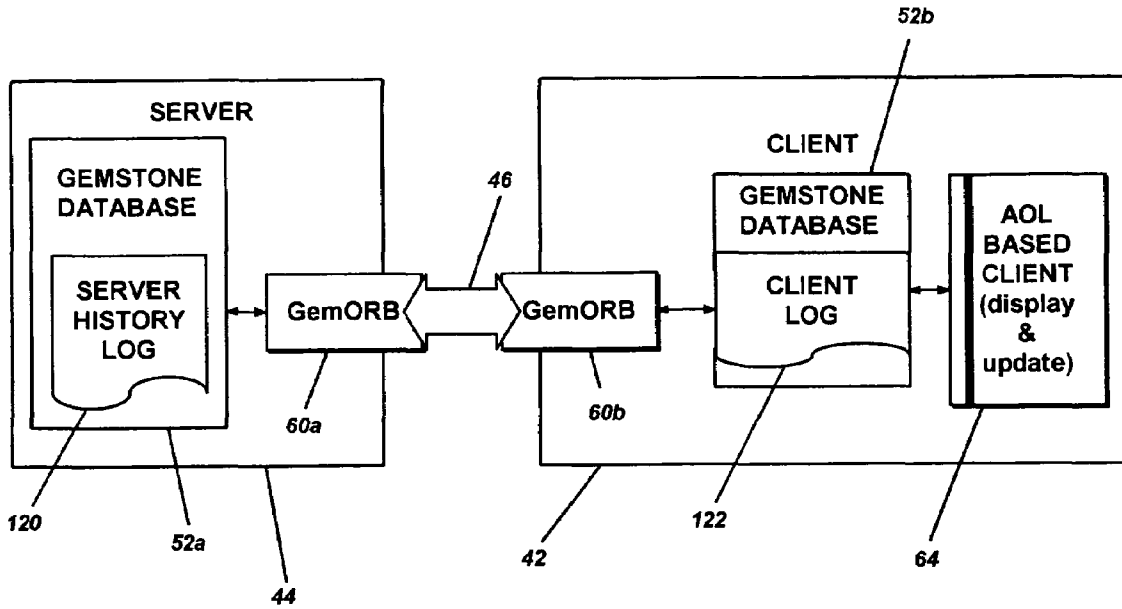 52b
SERVER
CLIENT
GEMSTONE
DATABASE
SERVER
HISTORY
LOG
46
GemORB
GemORB
GEMSTONE
DATABASE
CLIENT
LOG
AOL
BASED
CLIENT
(display
&
update)
60a
60b
120
52a
44
42
122
64